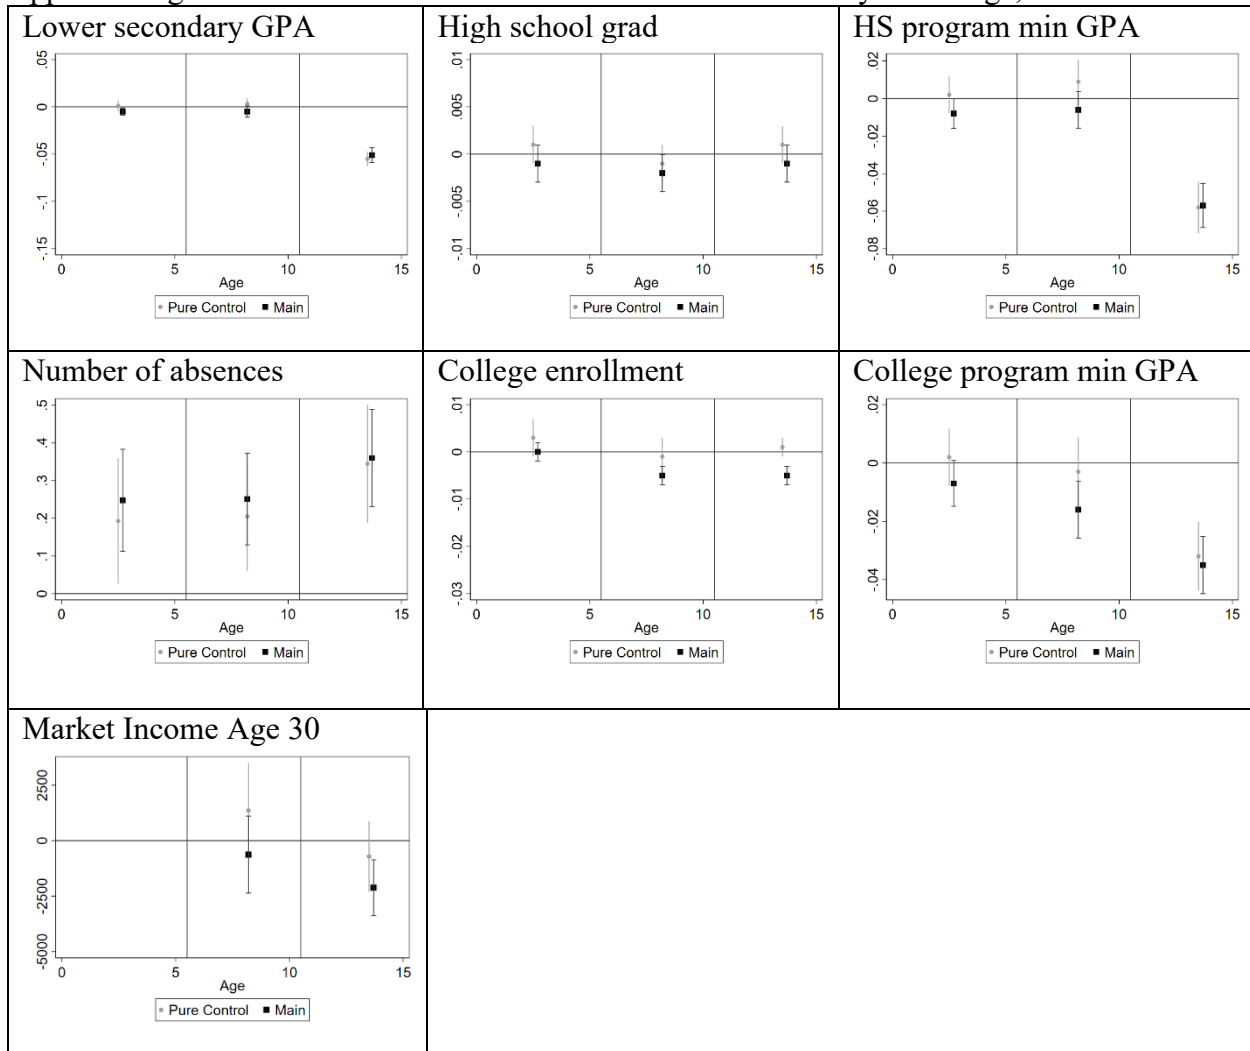 Lower secondary GPA
.05
0
-.05
-.1
-.15
0 5 10 15
Age
Pure Control Main
High school grad
.01
.005
0
-.005
-.01
0 5 10 15
Age
Pure Control Main
HS program min GPA
.02
0
-.02
-.04
-.06
-.08
0 5 10 15
Age
Pure Control Main
Number of absences
.5
.4
.3
.2
.1
0
0 5 10 15
Age
Pure Control Main
College enrollment
.01
0
-.01
-.02
-.03
0 5 10 15
Age
Pure Control Main
College program min GPA
.02
0
-.02
-.04
0 5 10 15
Age
Pure Control Main
Market Income Age 30
2500
0
-2500
-5000
0 5 10 15
Age
Pure Control Main